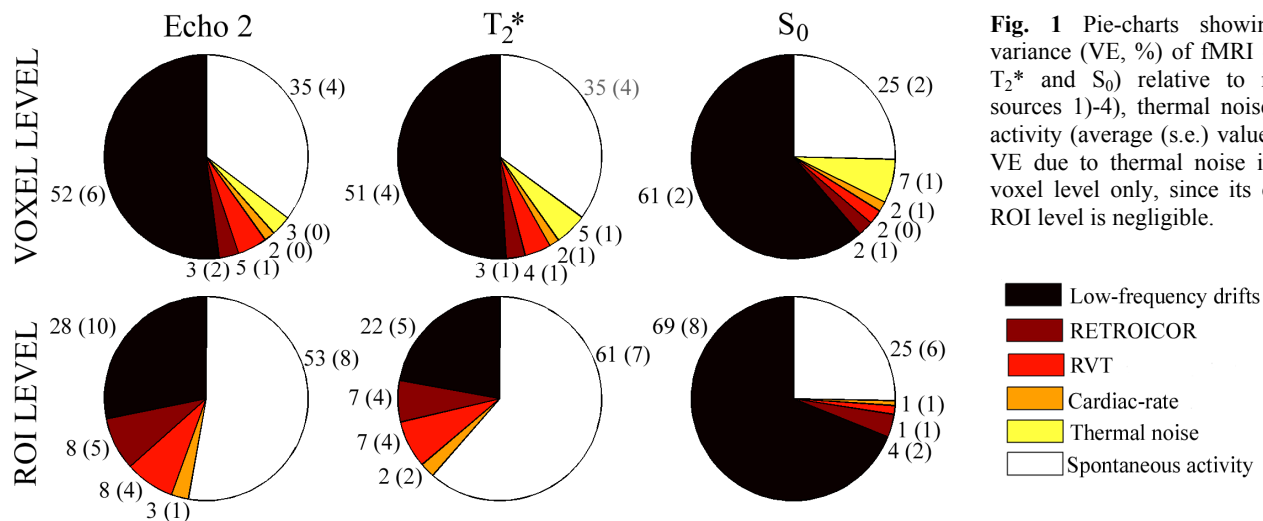 Echo 2
T2*
S0
VOXEL LEVEL
35 (4)
3 (0)
2 (0)
5 (1)
3 (2)
52 (6)
35 (4)
5 (1)
2(1)
4 (1)
3 (1)
51 (4)
25 (2)
7 (1)
2 (1)
2 (0)
2 (1)
61 (2)
ROI LEVEL
28 (10)
53 (8)
8 (5)
8 (4)
3 (1)
22 (5)
61 (7)
7 (4)
7 (4)
2 (2)
69 (8)
25 (6)
1 (1)
1 (1)
4 (2)
Fig. 1 Pie-charts showin
variance (VE, %) of fMRI
T2* and S0) relative to
sources 1)-4), thermal noise
activity (average (s.e.) value
VE due to thermal noise i
voxel level only, since its
ROI level is negligible.
Low-frequency drifts
RETROICOR
RVT
Cardiac-rate
Thermal noise
Spontaneous activity